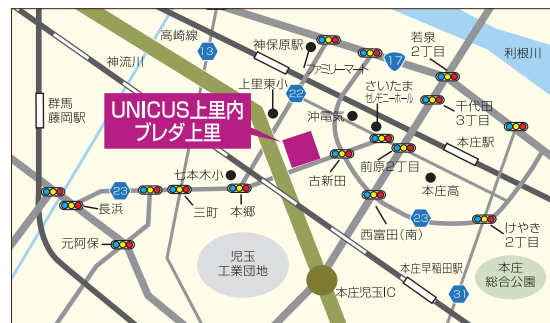 高崎線
13
神流川
神保原駅
ファミリーマート
17
若泉
2丁目
利根川
群馬
藤岡駅
上里東小
22
さいたま
セレモニーホール
沖電気
千代田
3丁目
UNICUS上里内
ブレダ上里
本庄駅
前原2丁目
古新田
七本木小
本庄高
23
長浜
三町
本郷
西富田(南)
23
けやき
2丁目
元阿保
児玉
工業団地
本庄早稲田駅
本庄
総合公園
本庄児玉IC
31